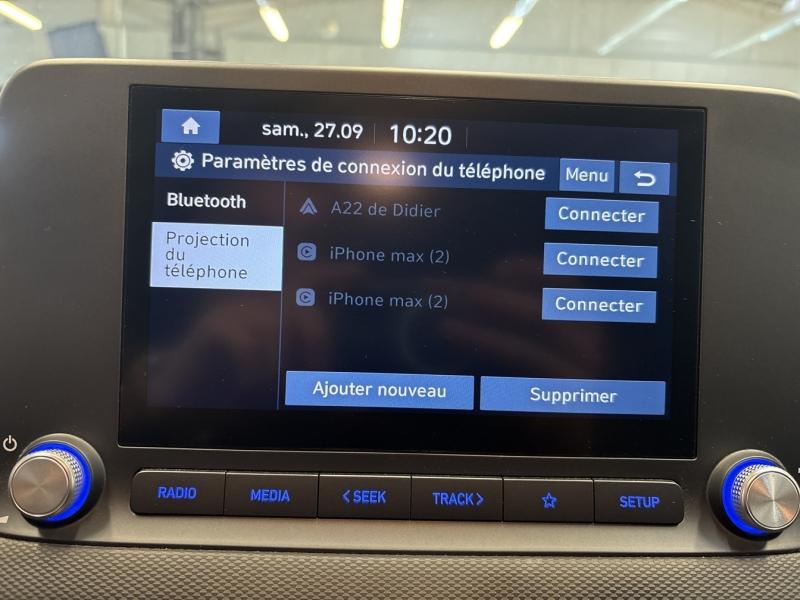 sam., 27.09 10:20
Paramètres de connexion du téléphone Menu
Bluetooth
Projection
du
téléphone
A22 de Didier Connecter
iPhone max (2) Connecter
iPhone max (2) Connecter
Ajouter nouveau Supprimer
RADIO MEDIA <SEEK TRACK> SETUP